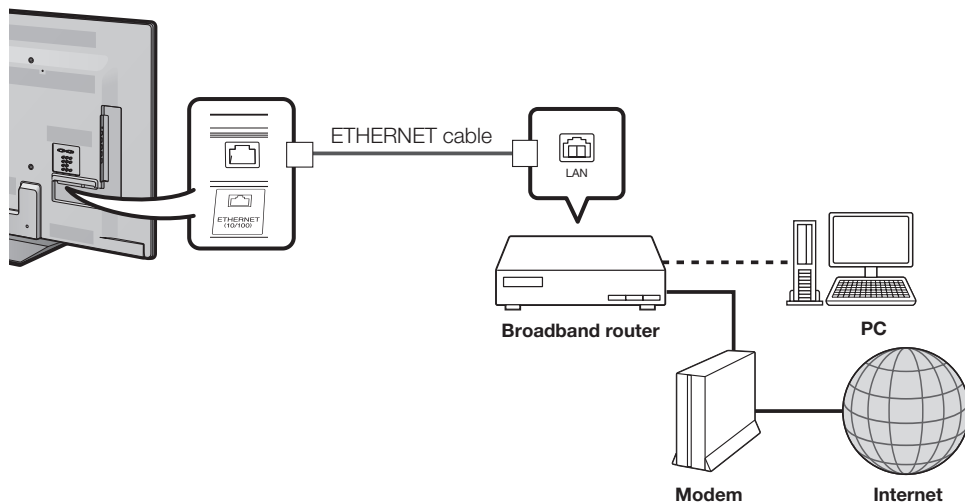 ETHERNET cable
LAN
ETHERNET
(10/100)
Broadband router
PC
Modem
Internet